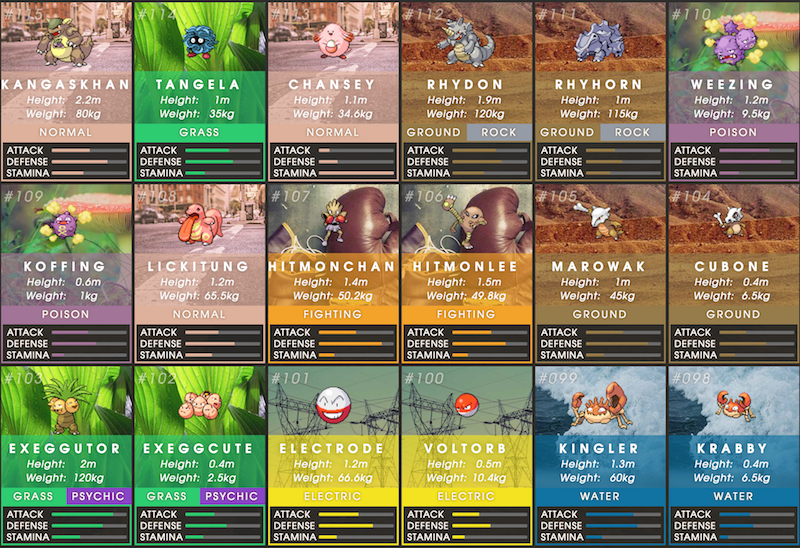 #115
KANGASKHAN
Height: 2.2m
Weight: 80kg
NORMAL
ATTACK
DEFENSE
STAMINA
#114
TANGELA
Height: 1m
Weight: 35kg
GRASS
ATTACK
DEFENSE
STAMINA
#113
CHANSEY
Height: 1.1m
Weight: 34.6kg
NORMAL
ATTACK
DEFENSE
STAMINA
#112
RHYDON
Height: 1.9m
Weight: 120kg
GROUND ROCK
ATTACK
DEFENSE
STAMINA
#111
RHYHORN
Height: 1m
Weight: 115kg
GROUND ROCK
ATTACK
DEFENSE
STAMINA
#110
WEEZING
Height: 1.2m
Weight: 9.5kg
POISON
ATTACK
DEFENSE
STAMINA
#109
KOFFING
Height: 0.6m
Weight: 1kg
POISON
ATTACK
DEFENSE
STAMINA
#103
LICKITUNG
Height: 1.2m
Weight: 65.5kg
NORMAL
ATTACK
DEFENSE
STAMINA
#107
HITMONCHAN
Height: 1.4m
Weight: 50.2kg
FIGHTING
ATTACK
DEFENSE
STAMINA
#106
HITMONLEE
Height: 1.5m
Weight: 49.8kg
FIGHTING
ATTACK
DEFENSE
STAMINA
#105
MAROWAK
Height: 1m
Weight: 45kg
GROUND
ATTACK
DEFENSE
STAMINA
#104
CUBONE
Height: 0.4m
Weight: 6.5kg
GROUND
ATTACK
DEFENSE
STAMINA
#103
EXEGGUTOR
Height: 2m
Weight: 120kg
GRASS PSYCHIC
ATTACK
DEFENSE
STAMINA
#102
EXEGGCUTE
Height: 0.4m
Weight: 2.5kg
GRASS PSYCHIC
ATTACK
DEFENSE
STAMINA
#101
ELECTRODE
Height: 1.2m
Weight: 66.6kg
ELECTRIC
ATTACK
DEFENSE
STAMINA
#100
VOLTORB
Height: 0.5m
Weight: 10.4kg
ELECTRIC
ATTACK
DEFENSE
STAMINA
#099
KINGLER
Height: 1.3m
Weight: 60kg
WATER
ATTACK
DEFENSE
STAMINA
#098
KRABBY
Height: 0.4m
Weight: 6.5kg
WATER
ATTACK
DEFENSE
STAMINA